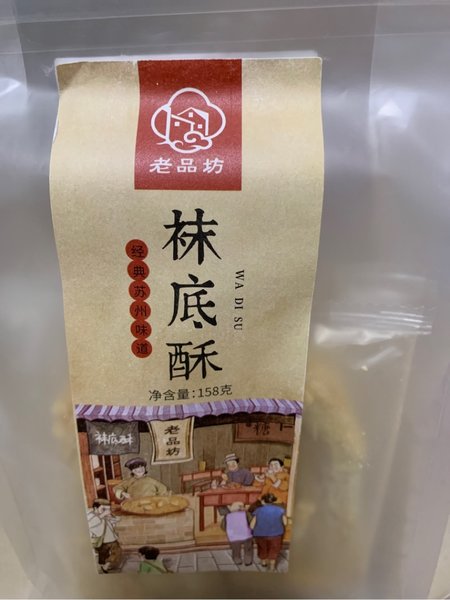 老品坊
袜底酥
WA DI SU
经典苏州味道
净含量:158克
袜底酥
老品坊
糖